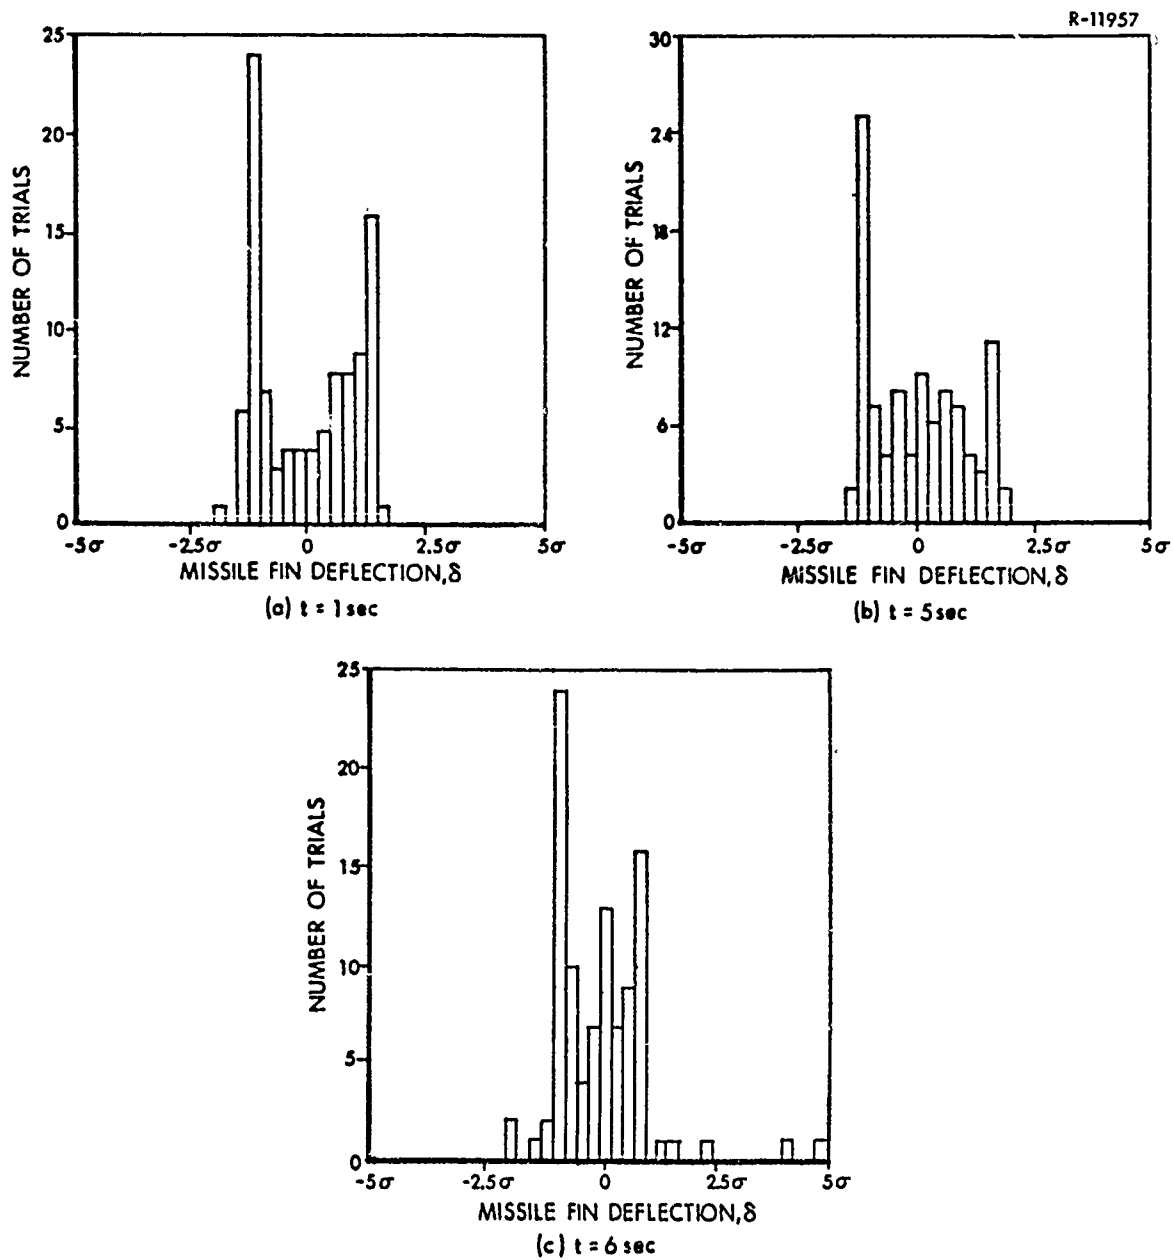 R-11957
NUMBER OF TRIALS
25
20
15
10
5
0
-5σ -2.5σ 0 2.5σ 5σ
MISSILE FIN DEFLECTION,δ
(a) t = 1 sec
NUMBER OF TRIALS
30
24
18
12
6
0
-5σ -2.5σ 0 2.5σ 5σ
MISSILE FIN DEFLECTION,δ
(b) t = 5 sec
NUMBER OF TRIALS
25
20
15
10
5
0
-5σ -2.5σ 0 2.5σ 5σ
MISSILE FIN DEFLECTION,δ
(c) t = 6 sec